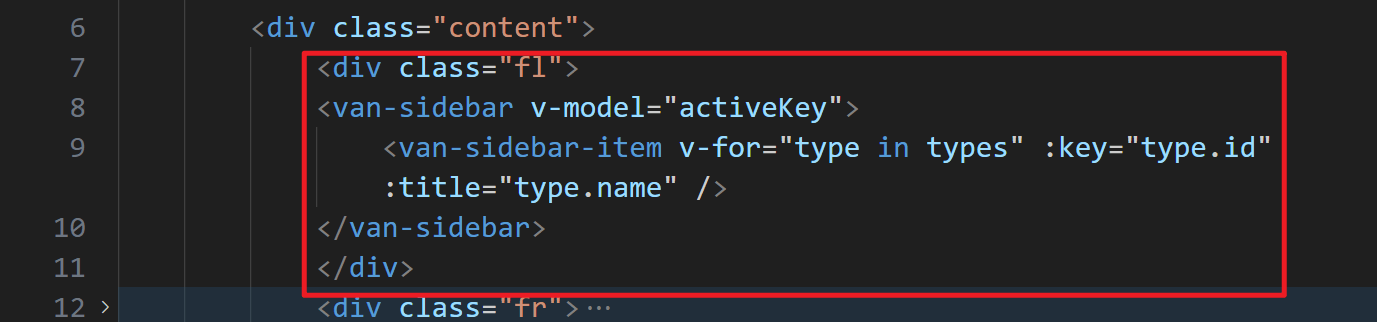 6 <div class="content">
7 <div class="fl">
8 <van-sidebar v-model="activeKey">
9 <van-sidebar-item v-for="type in types" :key="type.id"
:title="type.name" />
10 </van-sidebar>
11 </div>
12 > <div class="fr">⋯